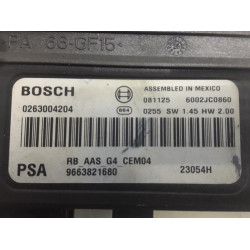 PA 66-GF15
BOSCH
ASSEMBLED IN MEXICO
081125 6002JC0860
0263004204
664 0255 SW 1.45 HW 2.00
PSA
RB AAS G4 CEM04
9663821680
23054H